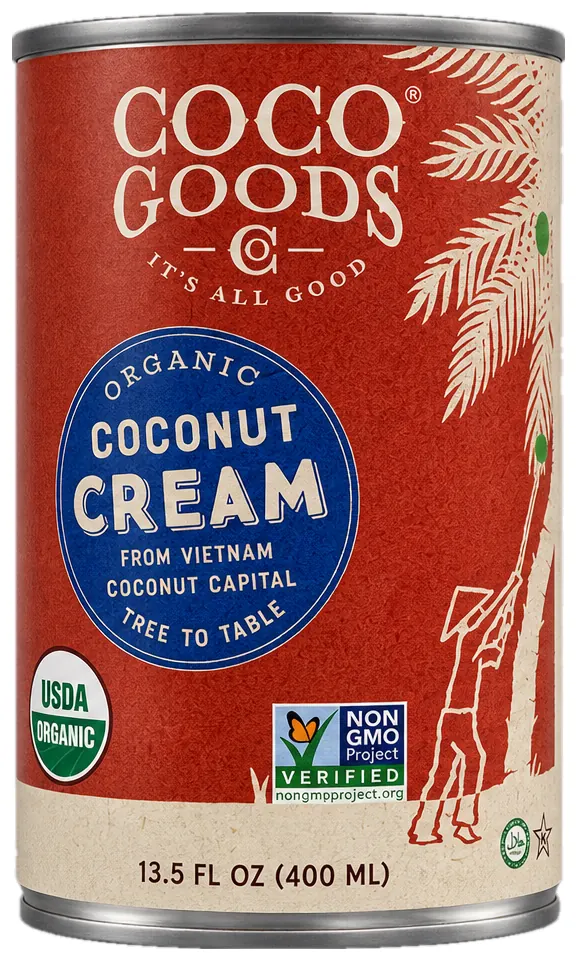 COCO®
GOODS
CO
IT'S ALL GOOD
ORGANIC
COCONUT
CREAM
FROM VIETNAM
COCONUT CAPITAL
TREE TO TABLE
USDA
ORGANIC
NON
GMO
Project
VERIFIED
nongmoproject.org
13.5 FL OZ (400 ML)
K